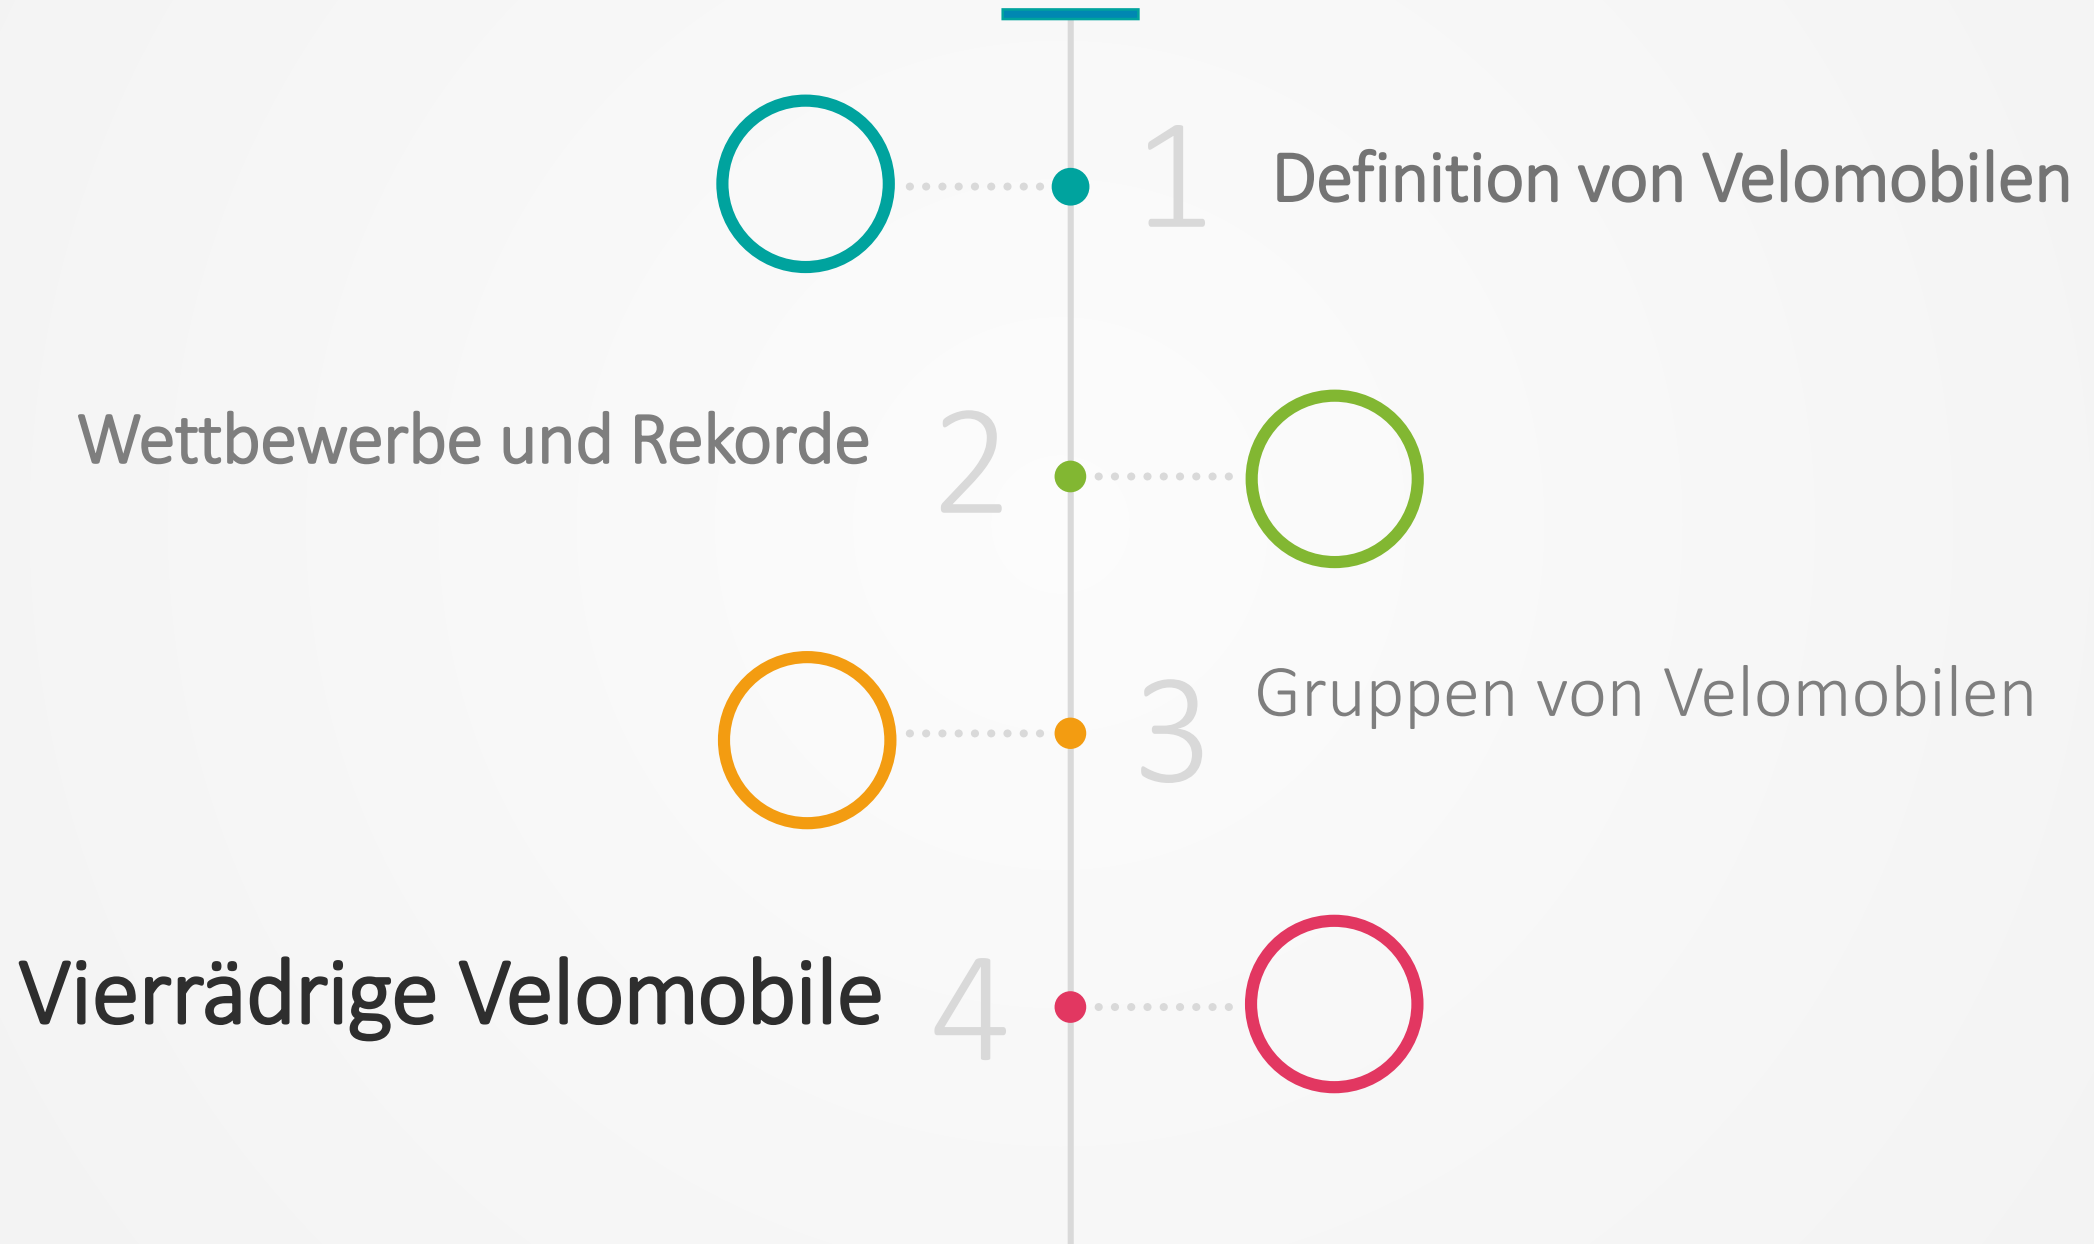 1 Definition von Velomobilen
Wettbewerbe und Rekorde 2
3 Gruppen von Velomobilen
Vierrädrige Velomobile 4